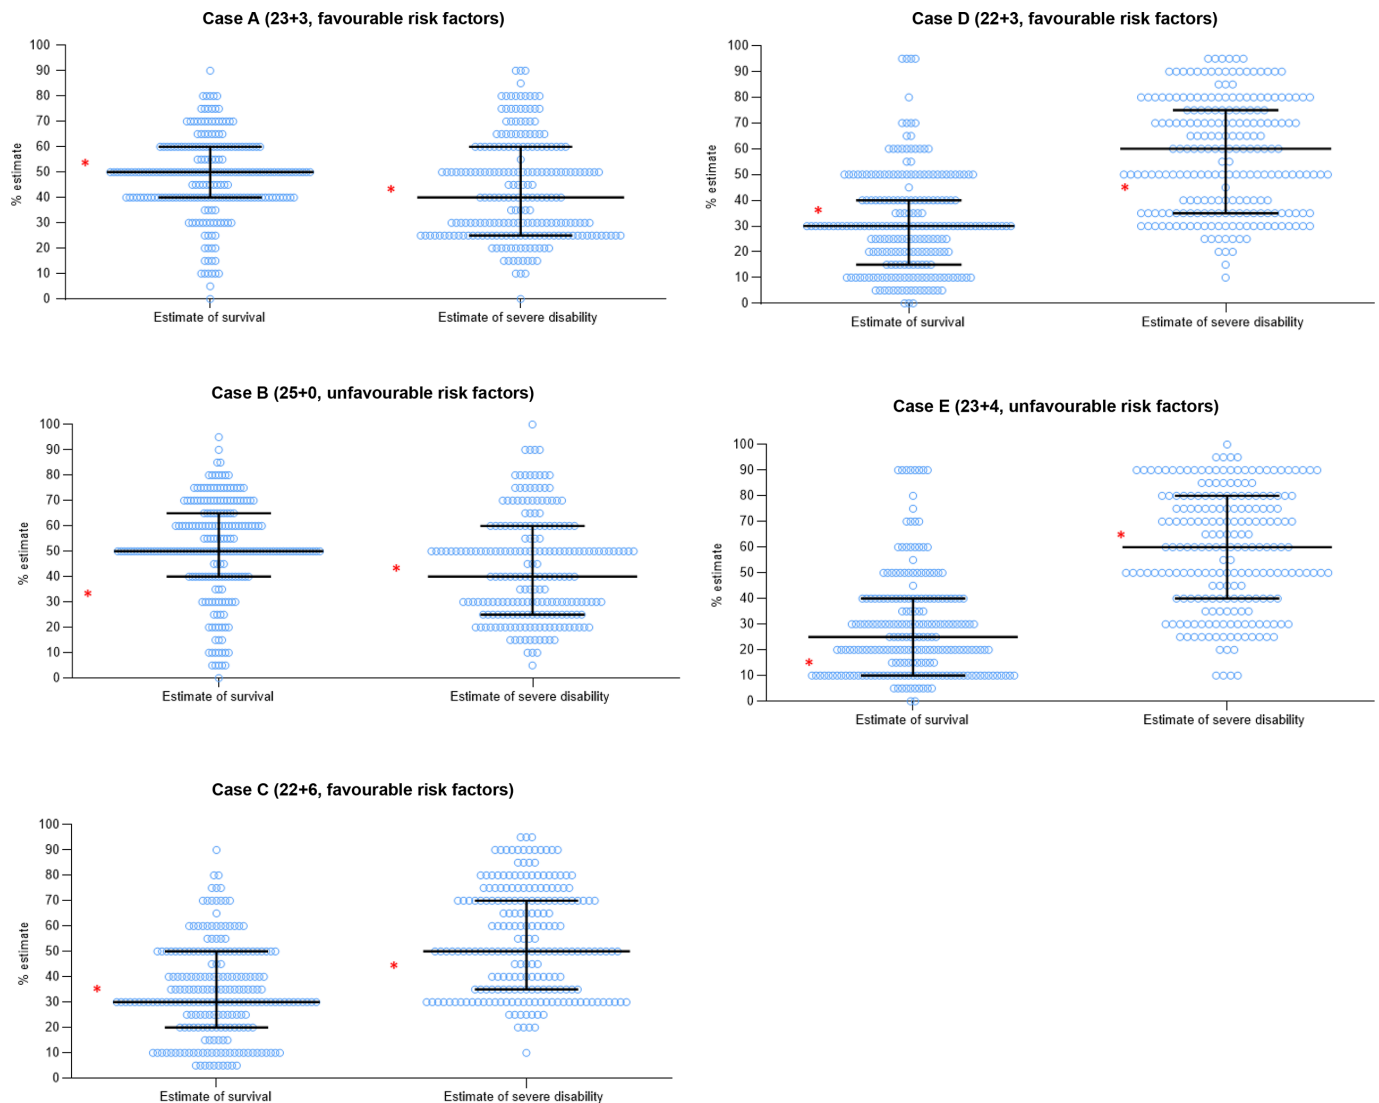 Case A (23+3, favourable risk factors)
100
90
80
70
60
50
40
30
20
10
0
% estimate
Estimate of survival
Estimate of severe disability
Case D (22+3, favourable risk factors)
100
90
80
70
60
50
40
30
20
10
0
% estimate
Estimate of survival
Estimate of severe disability
Case B (25+0, unfavourable risk factors)
100
90
80
70
60
50
40
30
20
10
0
% estimate
Estimate of survival
Estimate of severe disability
Case E (23+4, unfavourable risk factors)
100
90
80
70
60
50
40
30
20
10
0
% estimate
Estimate of survival
Estimate of severe disability
Case C (22+6, favourable risk factors)
100
90
80
70
60
50
40
30
20
10
0
% estimate
Estimate of survival
Estimate of severe disability